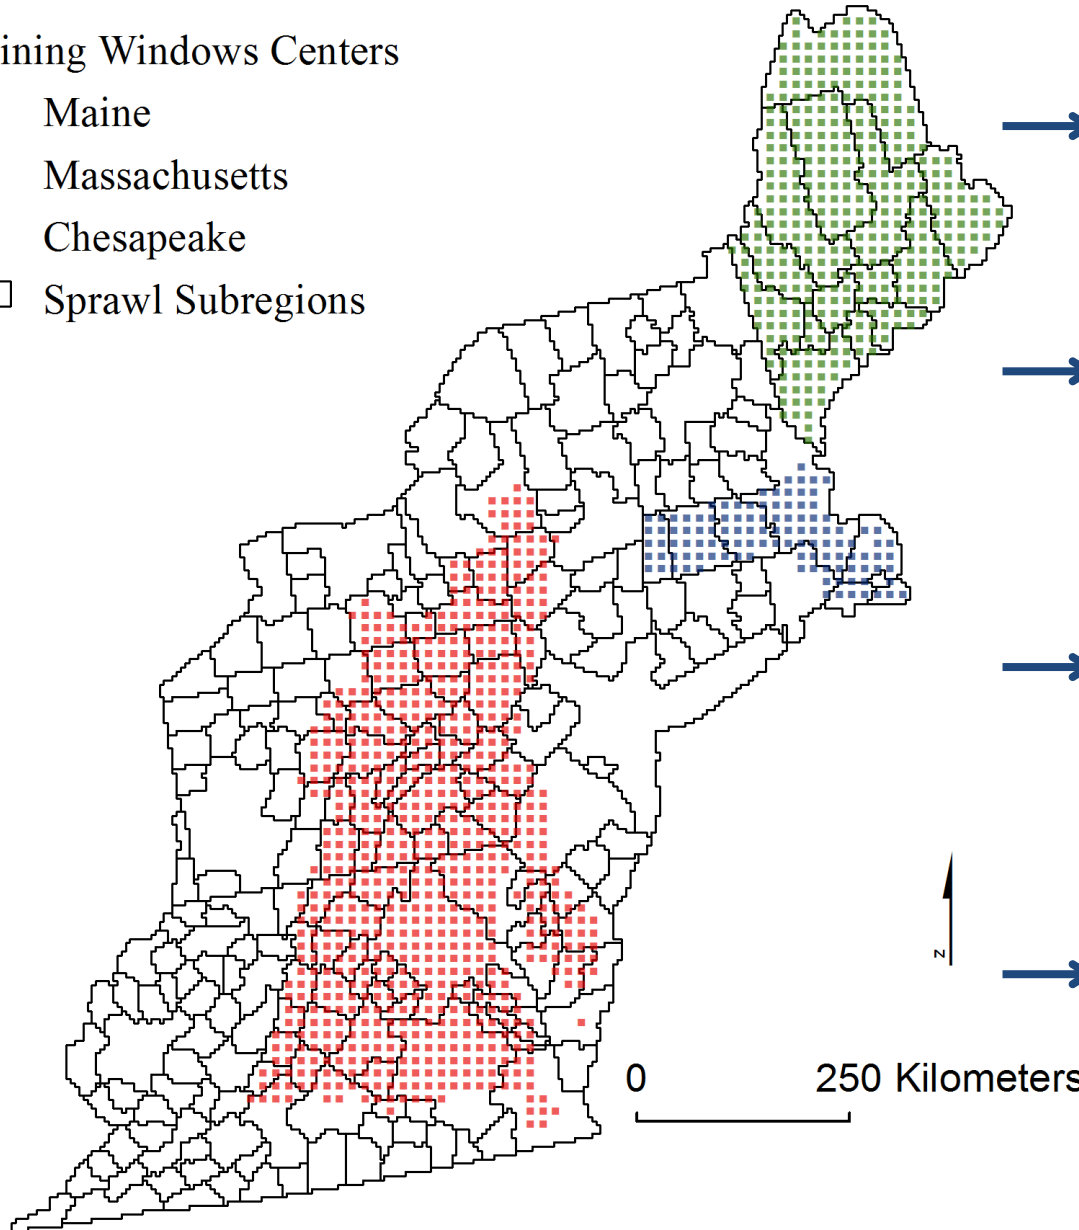 ining Windows Centers
Maine
Massachusetts
Chesapeake
Sprawl Subregions
z
0 250 Kilometers